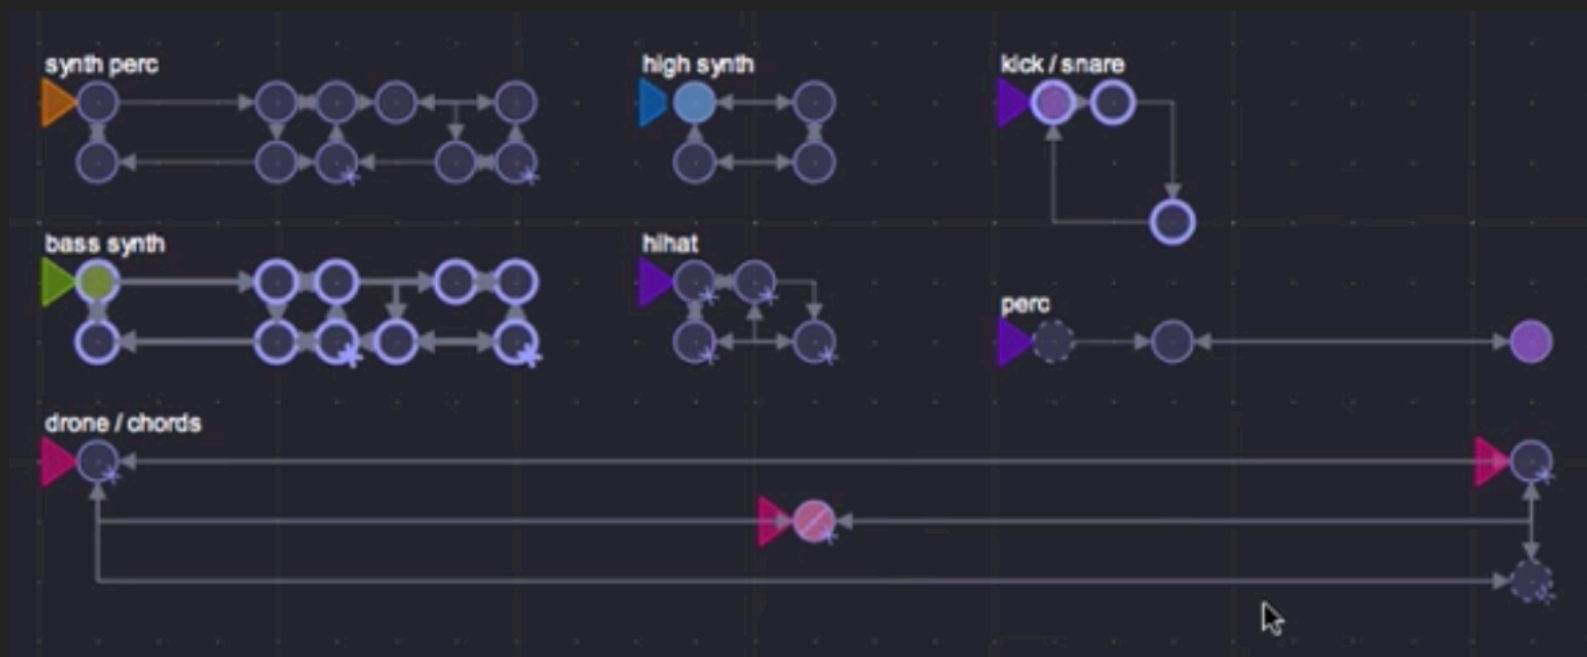 synth perc
high synth
kick / snare
bass synth
hihat
perc
drone / chords